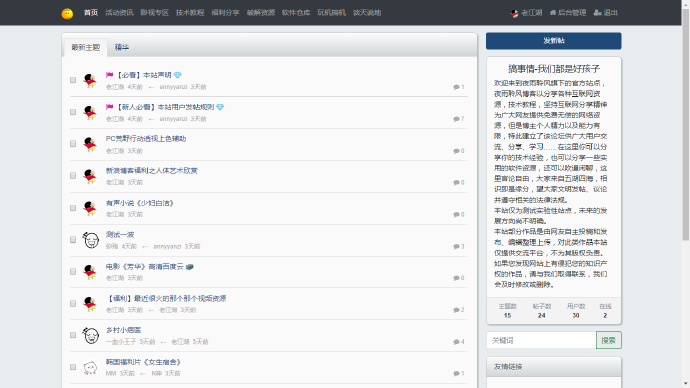 首页 活动资讯 影视专区 技术教程 福利分享 破解资源 软件仓库 玩机搞机 谈天说地 老江湖 后台管理 退出
最新主题 精华
【必看】本站声明
老江湖 4天前 ← annyyanzi 3天前 1
【新人必看】本站用户发帖规则
老江湖 4天前 ← annyyanzi 3天前 7
PC荒野行动透视上色辅助
老江湖 3天前 0
新浪博客福利之人体艺术欣赏
老江湖 3天前 0
有声小说《少妇白洁》
老江湖 3天前 0
测试一波
4天前 ← annyyanzi 3天前 3
电影《芳华》高清百度云
老江湖 3天前 0
【福利】最近很火的那个那个视频资源
老江湖 3天前 ← 老江湖 3天前 2
乡村小痞医
一血小王子 3天前 ← 老江湖 3天前 4
韩国福利片《女生宿舍》
MM 3天前 ← 3天前 1
发新帖
搞事情-我们都是好孩子
欢迎来到夜雨聆风旗下的官方站点，
夜雨聆风博客以分享各种互联网资
源，技术教程，坚持互联网分享精神
为广大网友提供免费无偿的网络资
源，但是博主个人精力以及能力有
限，特此建立了该论坛供广大用户交
流、分享、学习......在这里你可以分
享你的技术经验，也可以分享一些实
用的软件资源，还可以吹逼闲聊，这
里言论自由，大家来自五湖四海，相
识即是缘分，望大家文明发帖、议论
并遵守相关的法律法规。
本站仅为测试实验性站点，未来的发
展方向尚不明确。
本站部分作品是由网友自主投稿和发
布、编辑整理上传，对此类作品本站
仅提供交流平台，不为其版权负责。
如果您发现网站上有侵犯您的知识产
权的作品，请与我们取得联系，我们
会及时修改或删除。
主题数 帖子数 用户数 在线
15 24 30 2
关键词 搜索
友情链接